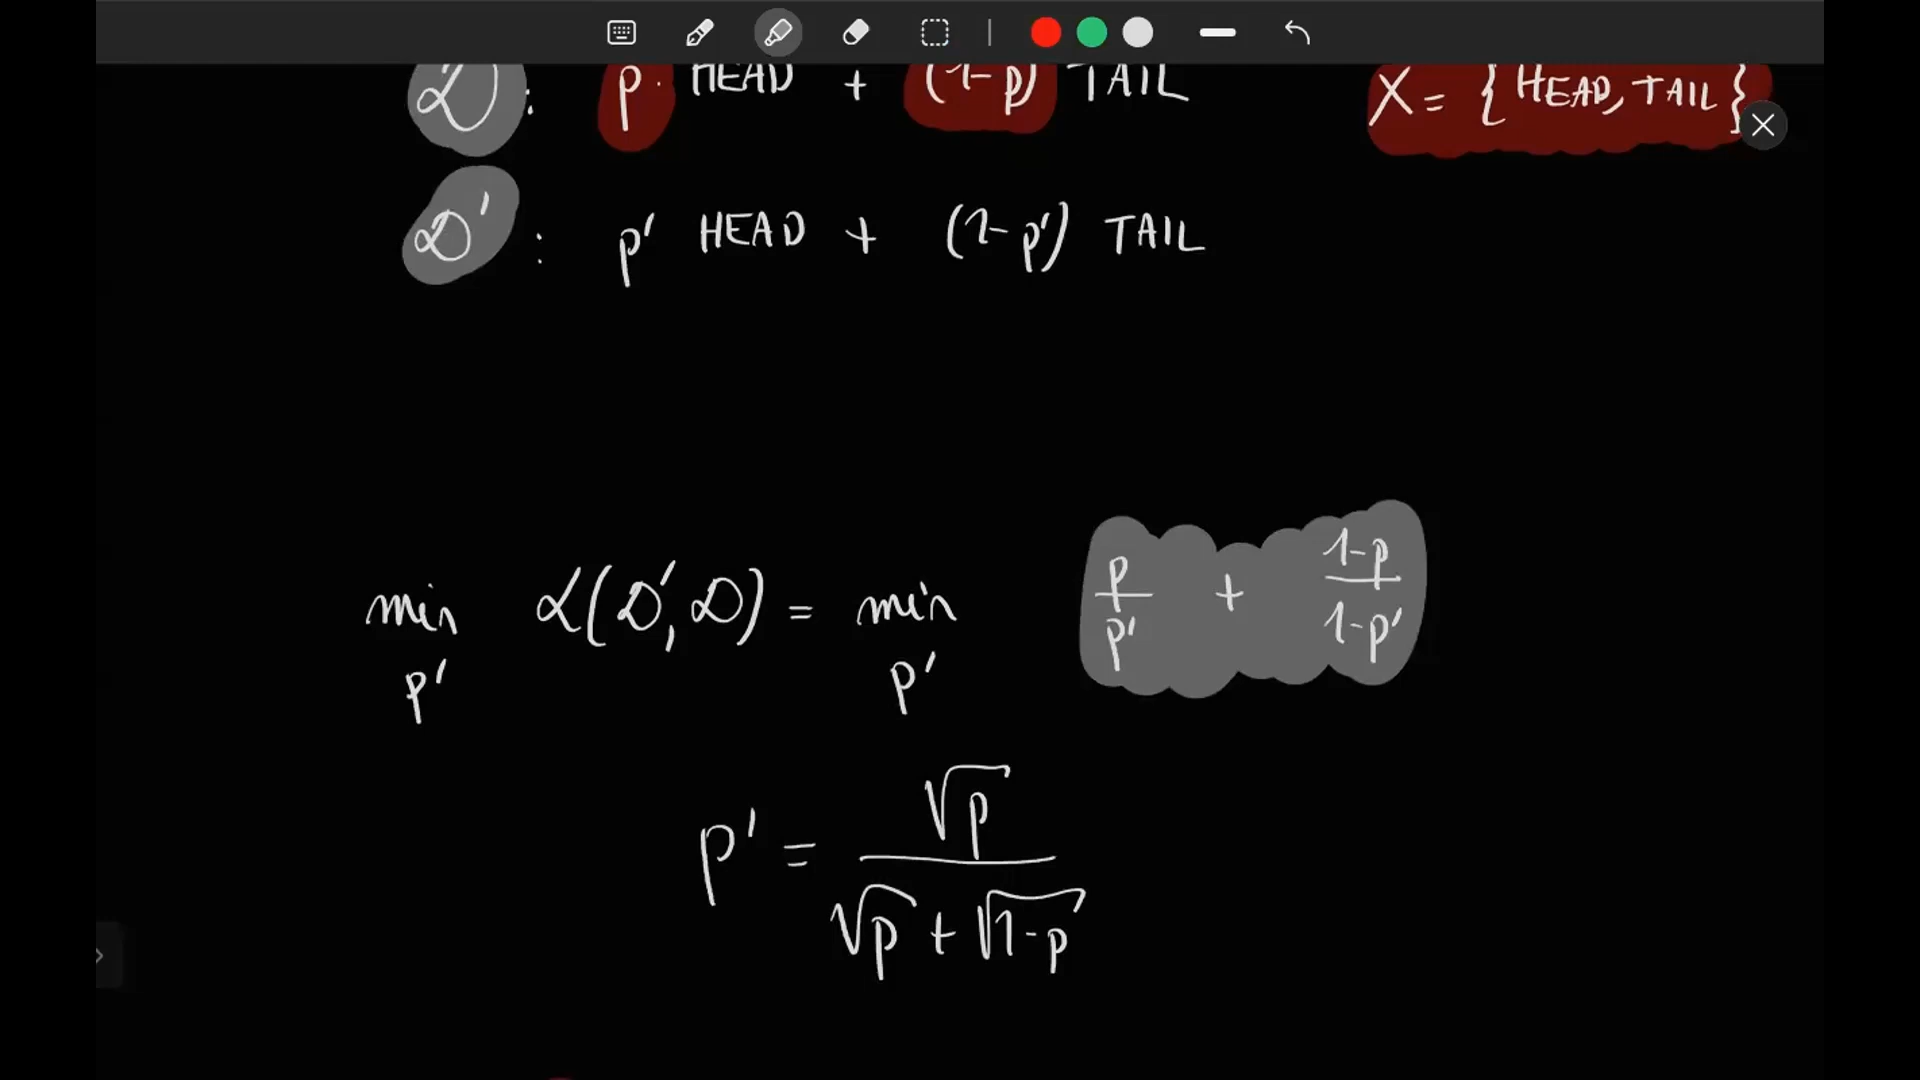 D: p · HEAD + (1-p) TAIL X = {HEAD, TAIL}
D': p' HEAD + (1-p') TAIL
min L(D', D) = min p/p' + (1-p)/(1-p')
p' p'
p' = √p / (√p + √(1-p))